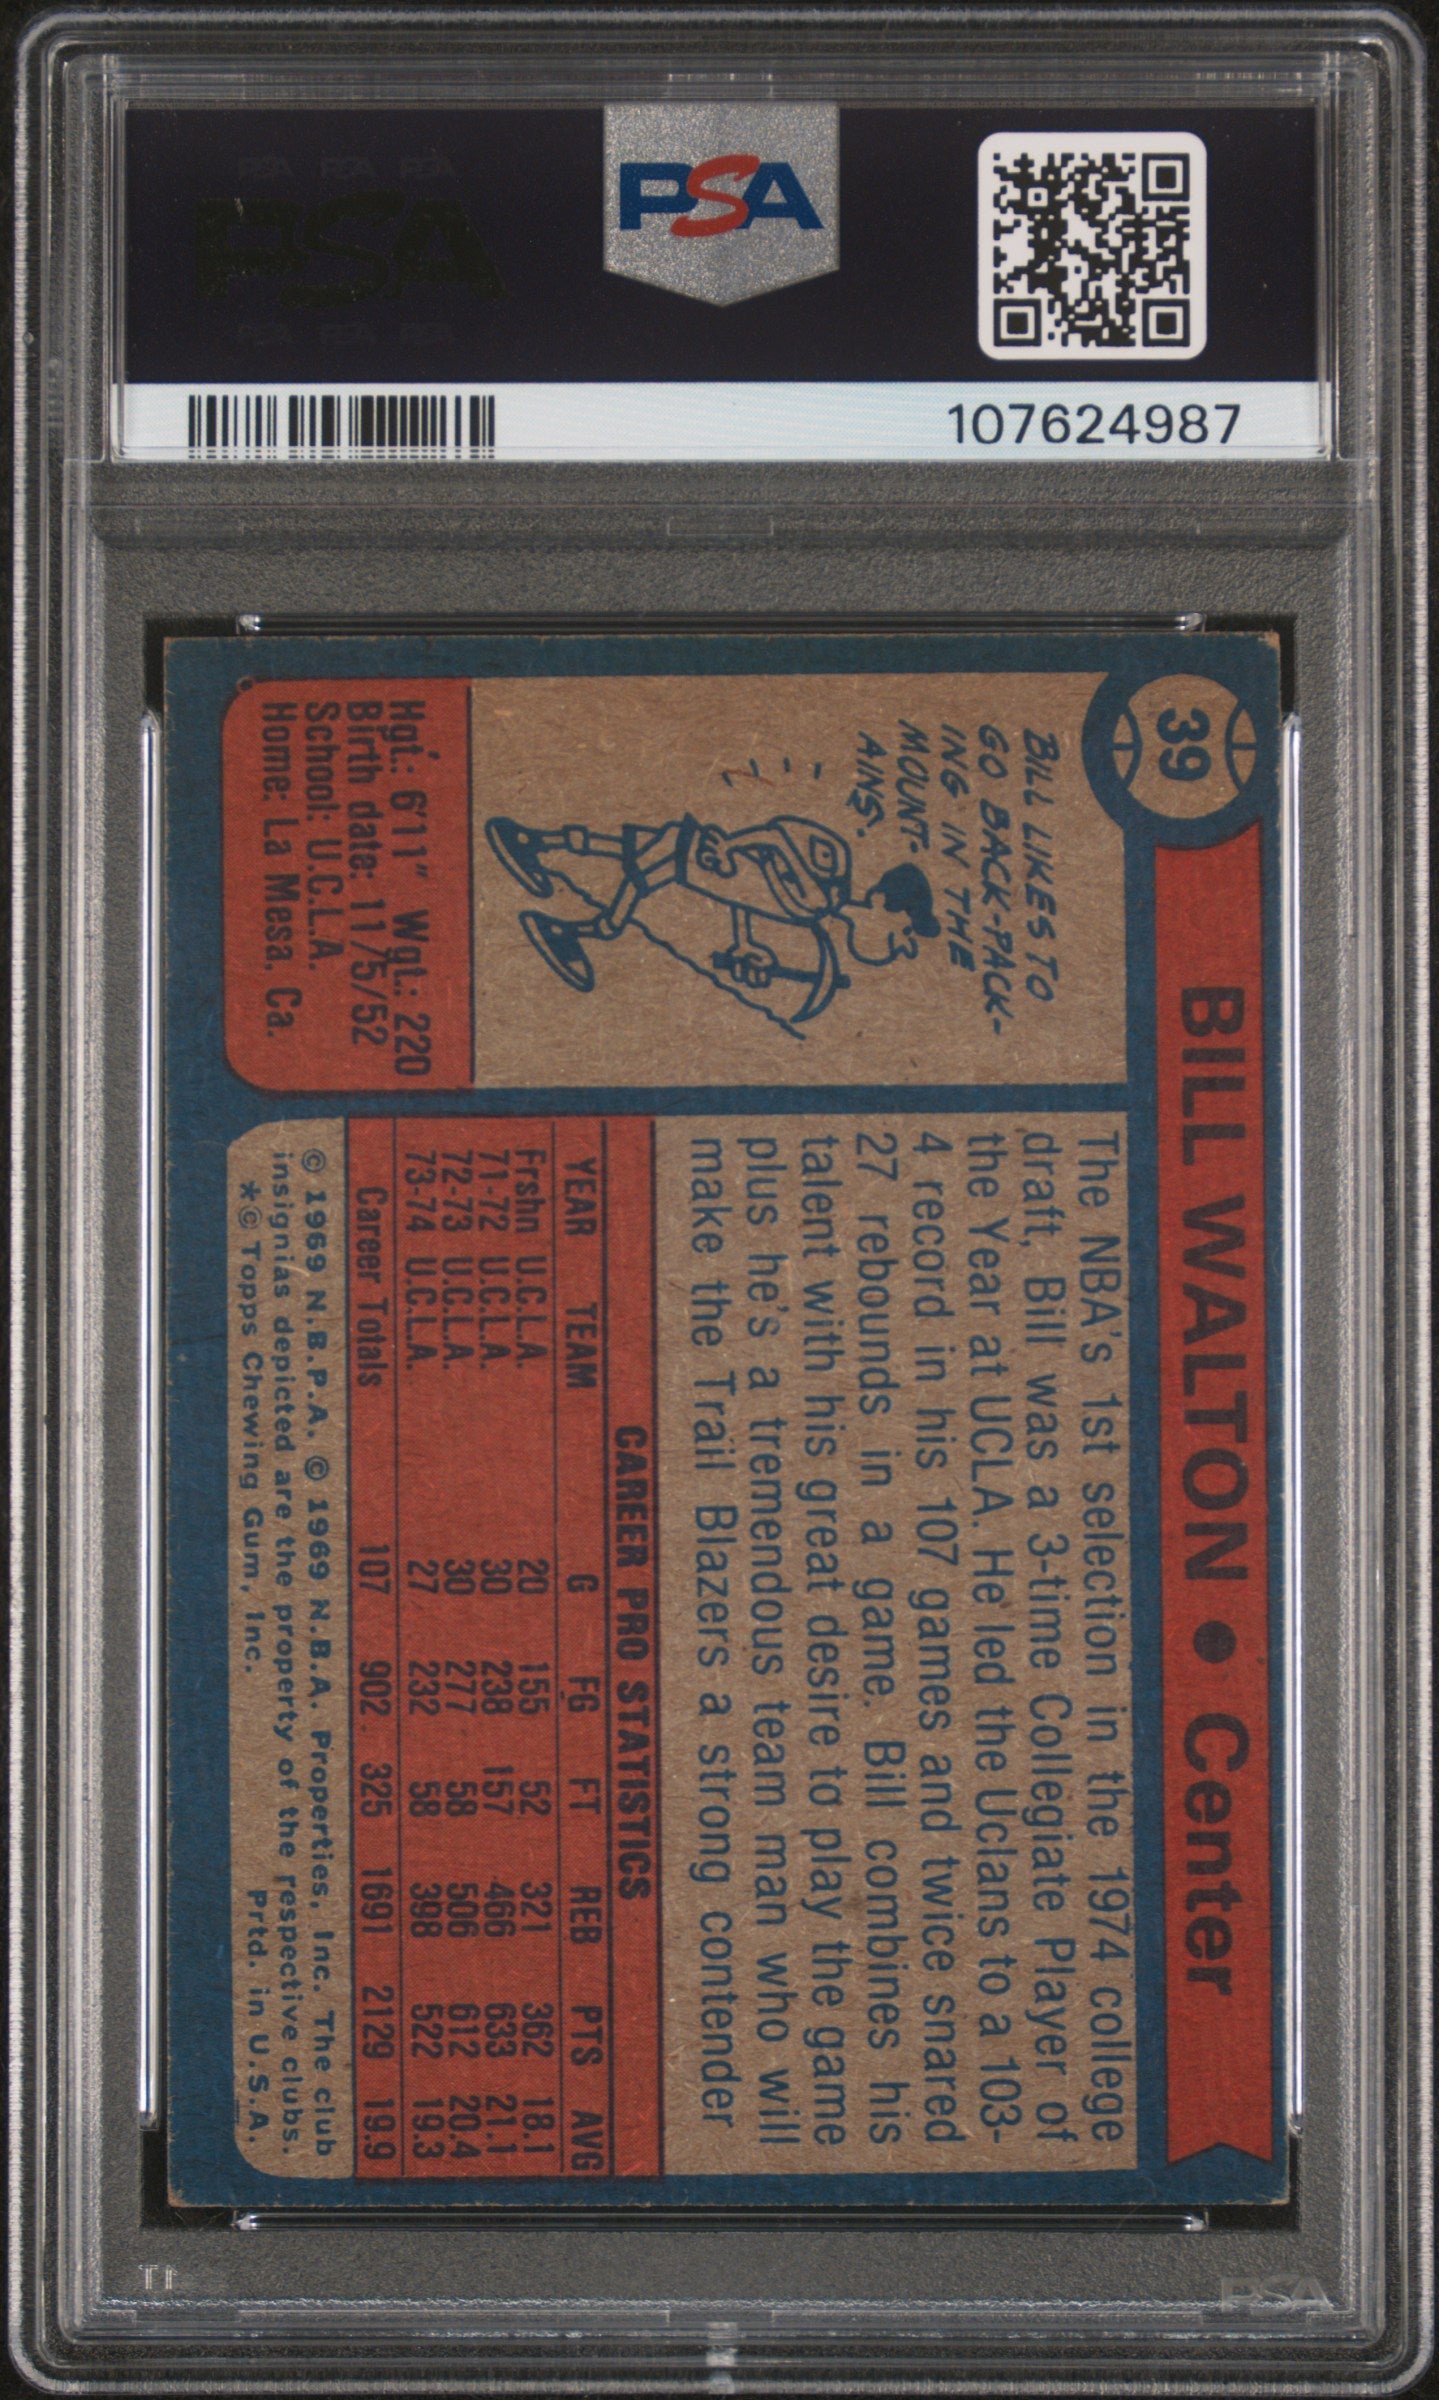 PSA PSA PSA
PSA
PSA PSA PSA
PSA
107624987
39
BILL WALTON • Center
BILL LIKES TO
GO BACK-PACK-
ING IN THE
MOUNT-
AINS.
Hgt.: 6'11" Wgt.: 220
Birth date: 11/5/52
School: U.C.L.A.
Home: La Mesa, Ca.
The NBA's 1st selection in the 1974 college
draft, Bill was a 3-time Collegiate Player of
the Year at UCLA. He led the Uclans to a 103-
4 record in his 107 games and twice snared
27 rebounds in a game. Bill combines his
talent with his great desire to play the game
plus he's a tremendous team man who will
make the Trail Blazers a strong contender
CAREER PRO STATISTICS
YEAR TEAM G FG FT REB PTS AVG
Frshn U.C.L.A. 20 155 52 321 362 18.1
71-72 U.C.L.A. 30 238 157 466 633 21.1
72-73 U.C.L.A. 30 277 58 506 612 20.4
73-74 U.C.L.A. 27 232 58 398 522 19.3
Career Totals 107 902 325 1691 2129 19.9
© 1969 N.B.P.A. © 1969 N.B.A. Properties, Inc. The club
insignias depicted are the property of the respective clubs.
*© Topps Chewing Gum, Inc. Prtd. in U.S.A.
PSA